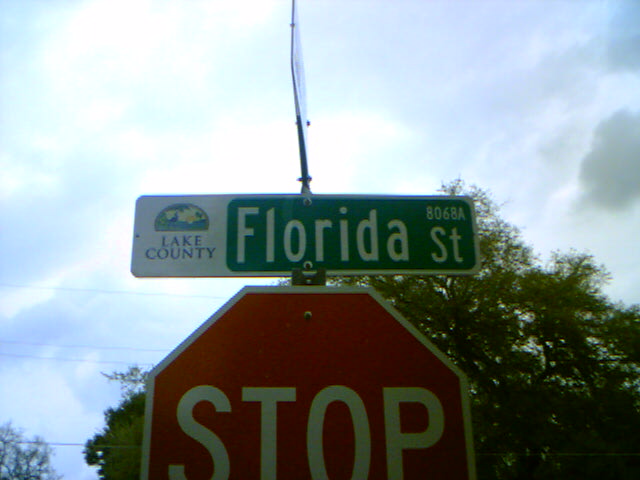 LAKE
COUNTY
Florida St
8068A
STOP